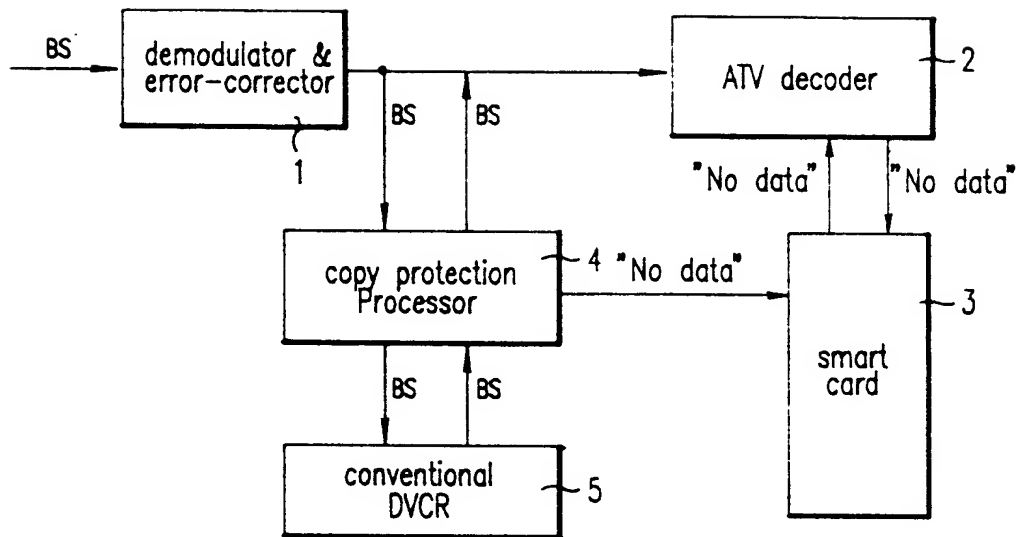 BS
demodulator &
error-corrector
1
ATV decoder
2
BS
BS
"No data"
"No data"
copy protection
Processor
4
"No data"
3
smart
card
BS
BS
conventional
DVCR
5